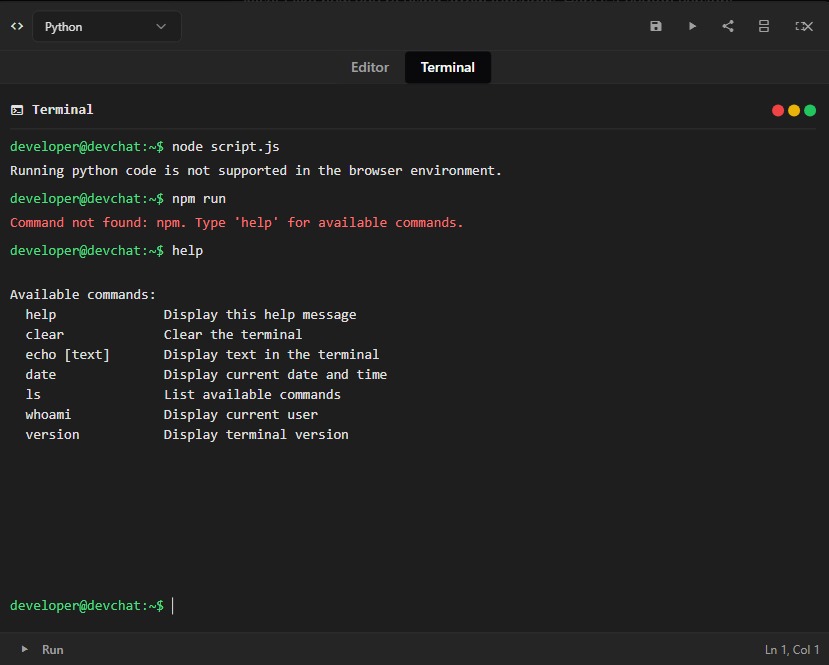 Python
Editor Terminal
Terminal
developer@devchat:~$ node script.js
Running python code is not supported in the browser environment.
developer@devchat:~$ npm run
Command not found: npm. Type 'help' for available commands.
developer@devchat:~$ help
Available commands:
help Display this help message
clear Clear the terminal
echo [text] Display text in the terminal
date Display current date and time
ls List available commands
whoami Display current user
version Display terminal version
developer@devchat:~$
Run Ln 1, Col 1